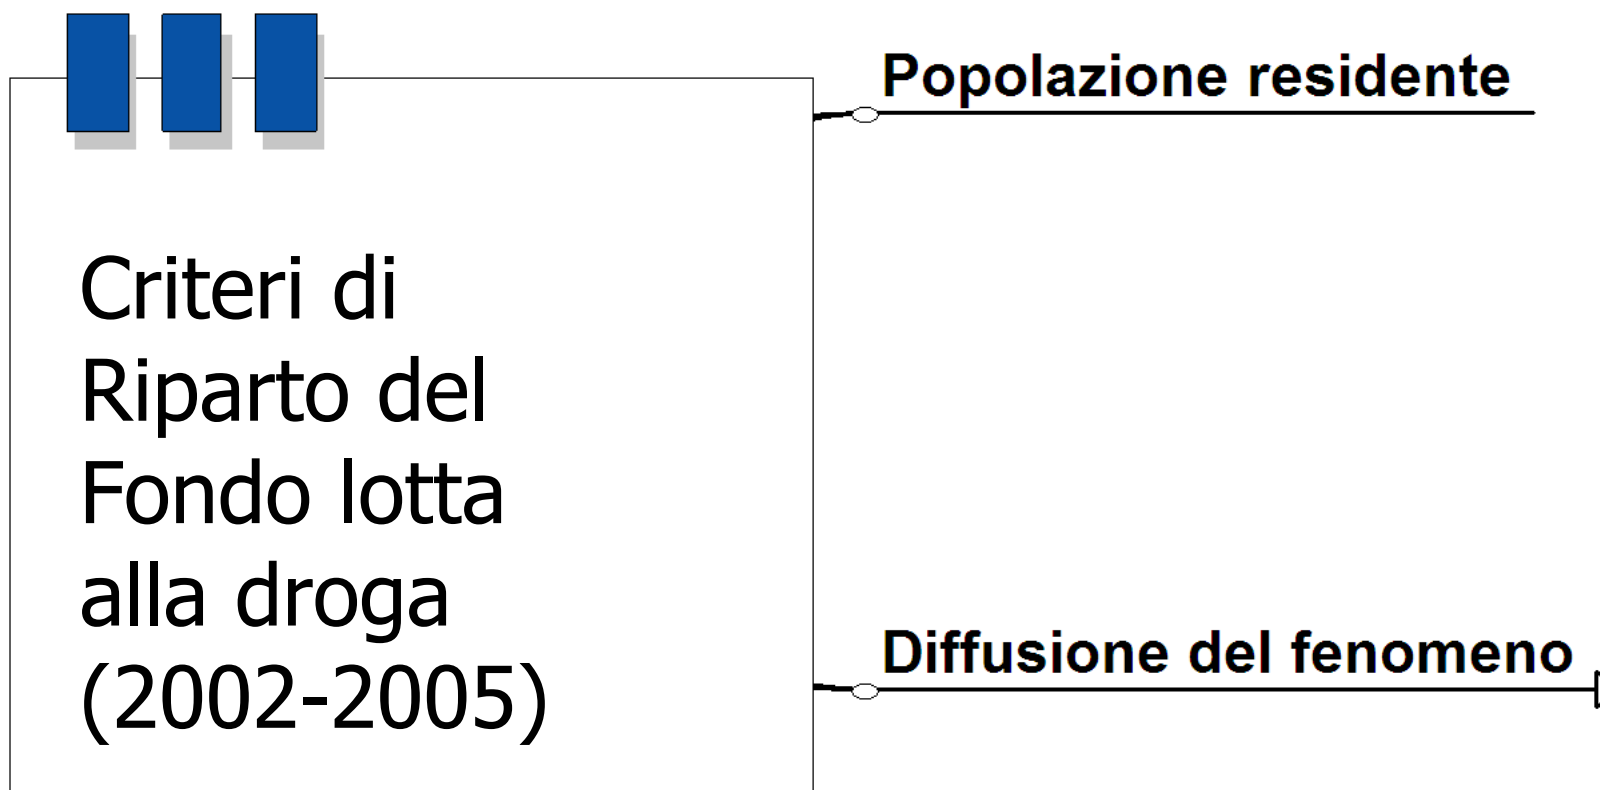 Criteri di
Riparto del
Fondo lotta
alla droga
(2002-2005)
Popolazione residente
Diffusione del fenomeno